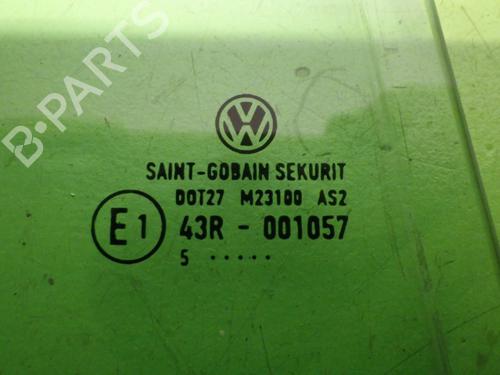 B-PARTS
SAINT-GOBAIN SEKURIT
DOT27 M23100 AS2
E1 43R - 001057
5 .....